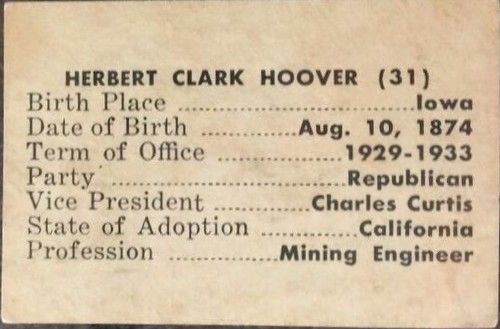 HERBERT CLARK HOOVER (31)
Birth Place ........................Iowa
Date of Birth ............Aug. 10, 1874
Term of Office .................1929-1933
Party .............................Republican
Vice President ...........Charles Curtis
State of Adoption ..............California
Profession ..............Mining Engineer